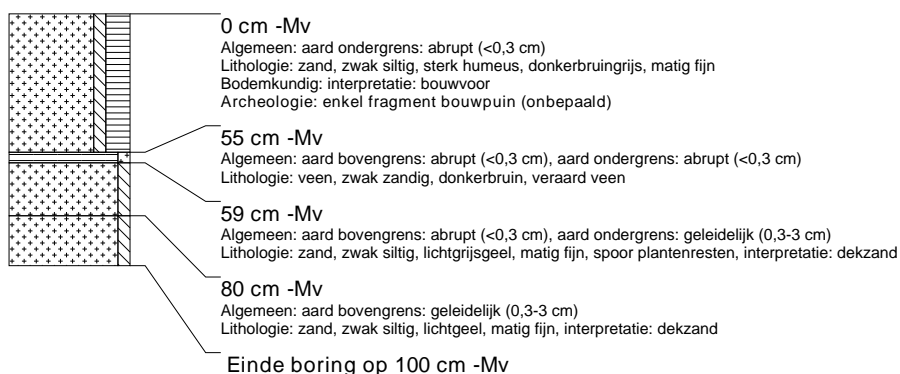 0 cm -Mv
Algemeen: aard ondergrens: abrupt (<0,3 cm)
Lithologie: zand, zwak siltig, sterk humeus, donkerbruingrijs, matig fijn
Bodemkundig: interpretatie: bouwvoor
Archeologie: enkel fragment bouwpuin (onbepaald)
55 cm -Mv
Algemeen: aard bovengrens: abrupt (<0,3 cm), aard ondergrens: abrupt (<0,3 cm)
Lithologie: veen, zwak zandig, donkerbruin, veraard veen
59 cm -Mv
Algemeen: aard bovengrens: abrupt (<0,3 cm), aard ondergrens: geleidelijk (0,3-3 cm)
Lithologie: zand, zwak siltig, lichtgrijsgeel, matig fijn, spoor plantenresten, interpretatie: dekzand
80 cm -Mv
Algemeen: aard bovengrens: geleidelijk (0,3-3 cm)
Lithologie: zand, zwak siltig, lichtgeel, matig fijn, interpretatie: dekzand
Einde boring op 100 cm -Mv